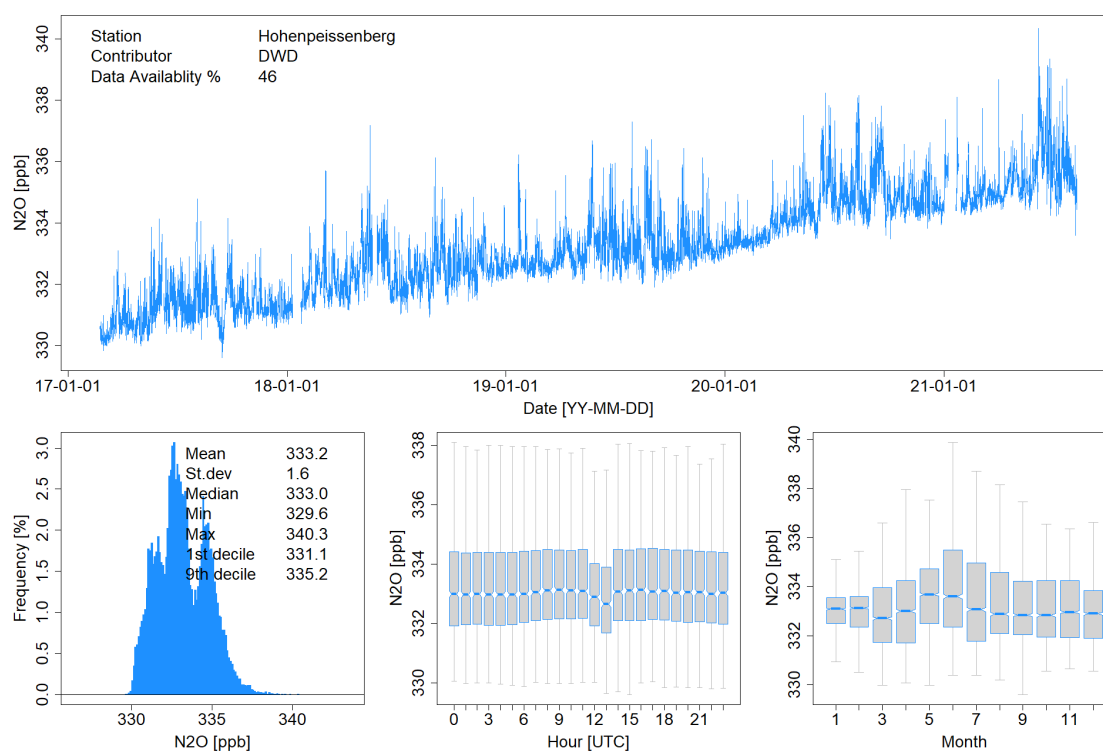 Station Hohenpeissenberg
Contributor DWD
Data Availablity % 46
N2O [ppb]
340
338
336
334
332
330
17-01-01 18-01-01 19-01-01 20-01-01 21-01-01
Date [YY-MM-DD]
Frequency [%]
3.0
2.5
2.0
1.5
1.0
0.5
0.0
Mean 333.2
St.dev 1.6
Median 333.0
Min 329.6
Max 340.3
1st decile 331.1
9th decile 335.2
330 335 340
N2O [ppb]
N2O [ppb]
338
336
334
332
330
0 3 6 9 12 15 18 21
Hour [UTC]
N2O [ppb]
340
338
336
334
332
330
1 3 5 7 9 11
Month